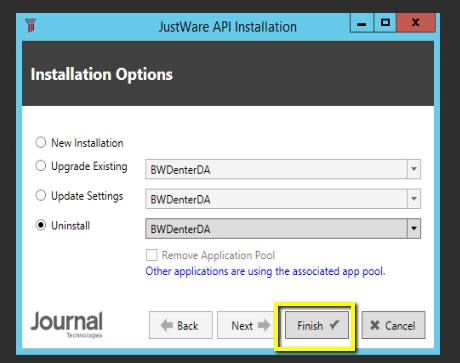 JustWare API Installation
Installation Options
New Installation
Upgrade Existing BWDenterDA
Update Settings BWDenterDA
Uninstall BWDenterDA
Remove Application Pool
Other applications are using the associated app pool.
Journal
Technologies
Back Next Finish Cancel